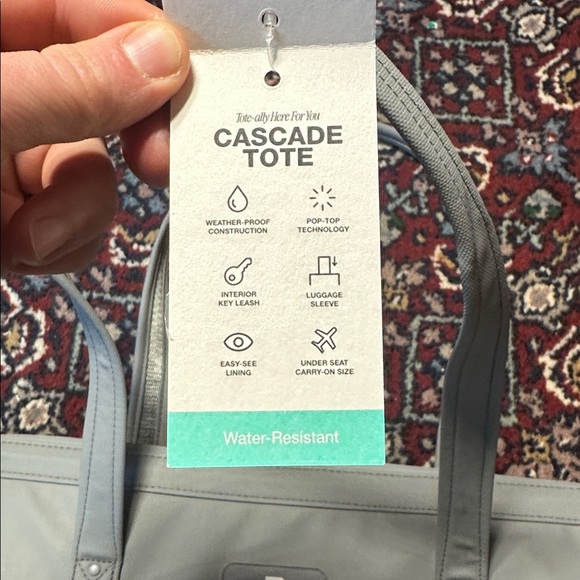 Tote-ally Here For You
CASCADE
TOTE
WEATHER-PROOF
CONSTRUCTION
POP-TOP
TECHNOLOGY
INTERIOR
KEY LEASH
LUGGAGE
SLEEVE
EASY-SEE
LINING
UNDER SEAT
CARRY-ON SIZE
Water-Resistant